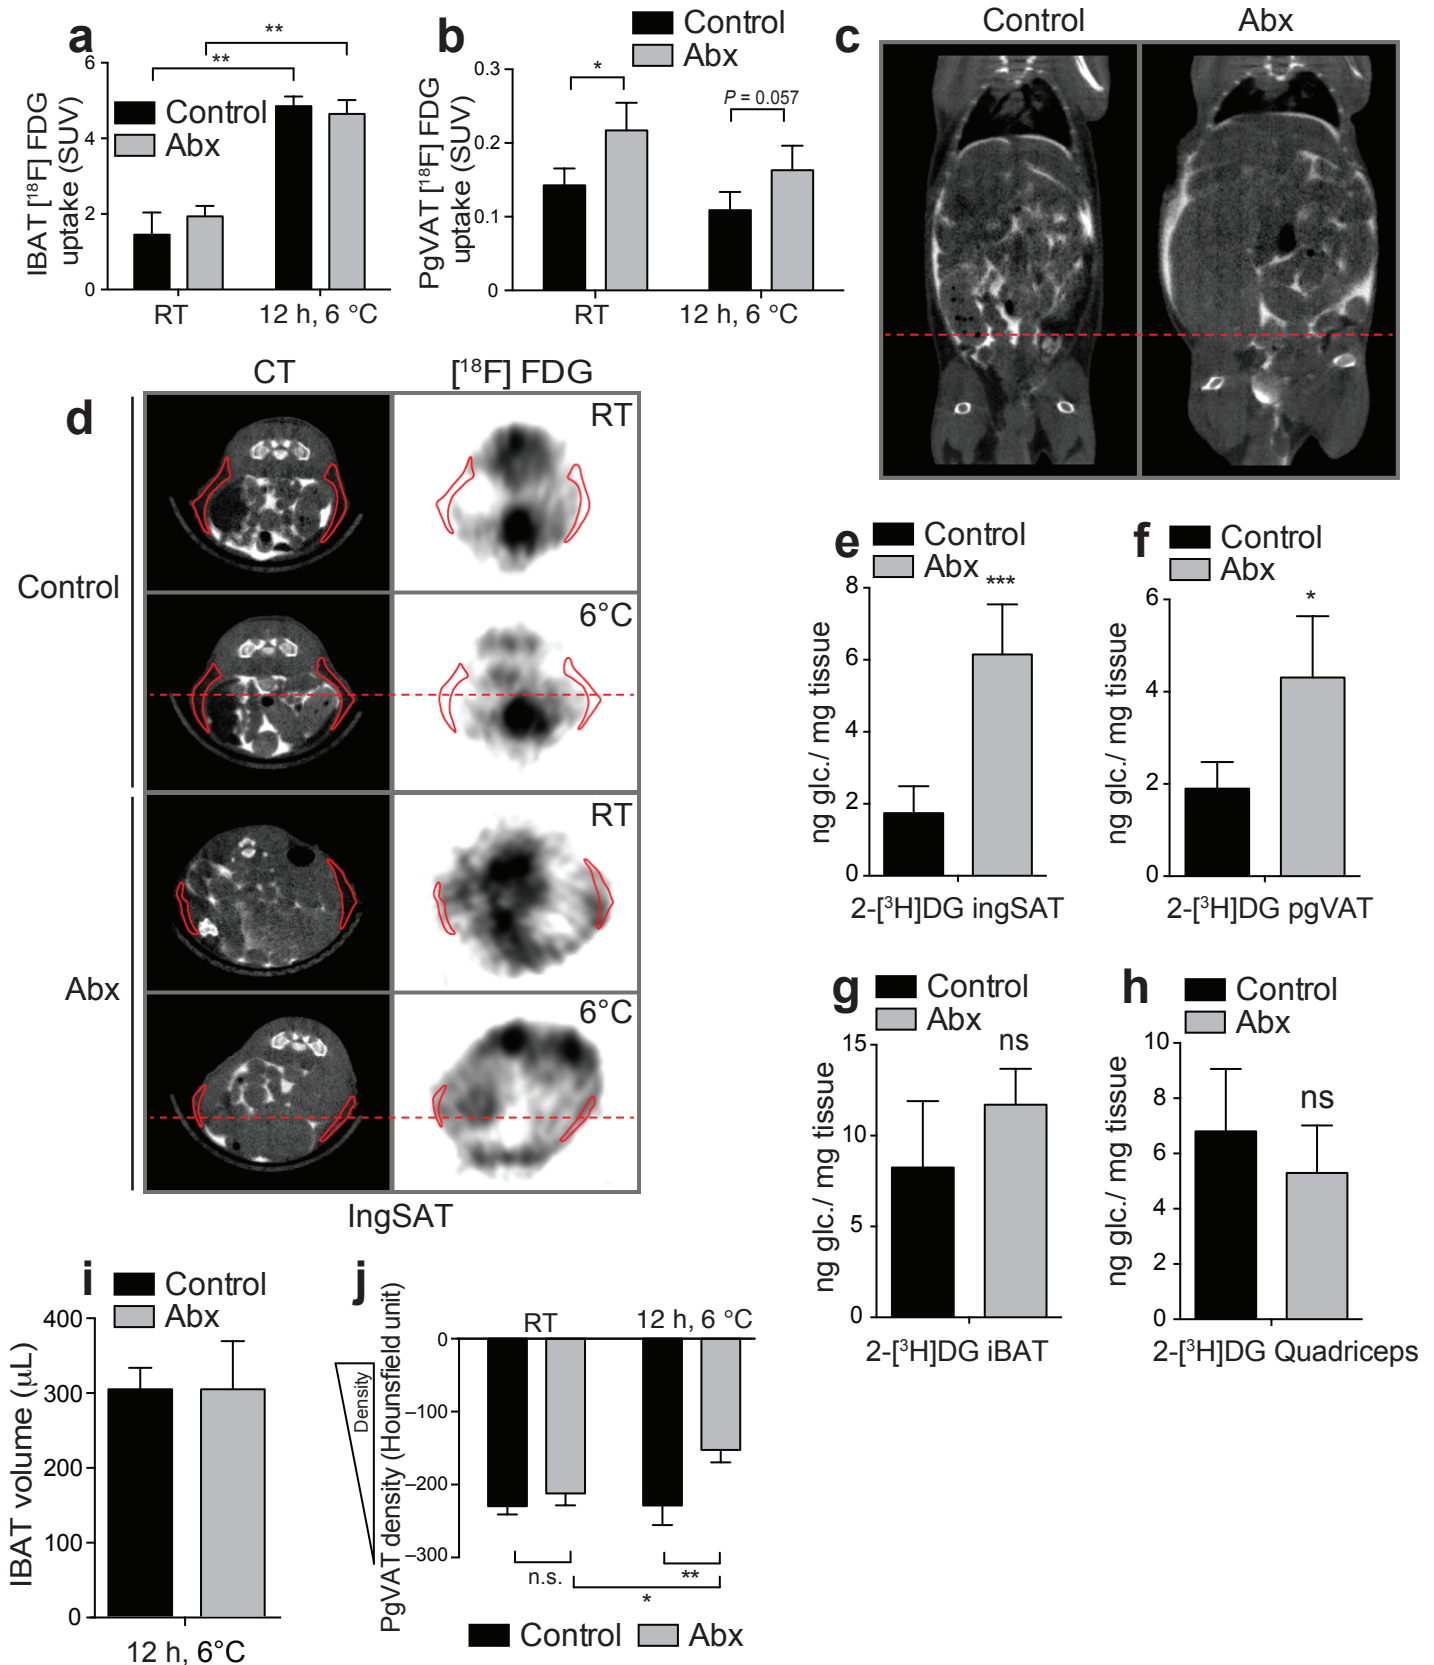 a
IBAT [¹⁸F] FDG
uptake (SUV)
6
4
2
0
**
**
Control
Abx
RT
12 h, 6 °C
b
PgVAT [¹⁸F] FDG
uptake (SUV)
Control
Abx
0.3
0.2
0.1
0
*
P = 0.057
RT
12 h, 6 °C
c
Control
Abx
d
CT
[¹⁸F] FDG
Control
RT
6°C
Abx
RT
6°C
IngSAT
e
Control
Abx
***
ng glc./ mg tissue
8
6
4
2
0
2-[³H]DG ingSAT
f
Control
Abx
*
ng glc./ mg tissue
6
4
2
0
2-[³H]DG pgVAT
g
Control
Abx
ns
ng glc./ mg tissue
15
10
5
0
2-[³H]DG iBAT
h
Control
Abx
ns
ng glc./ mg tissue
10
8
6
4
2
0
2-[³H]DG Quadriceps
i
Control
Abx
IBAT volume (µL)
400
300
200
100
0
12 h, 6°C
j
RT
12 h, 6 °C
Density
PgVAT density (Hounsfield unit)
0
–100
–200
–300
n.s.
**
*
Control
Abx